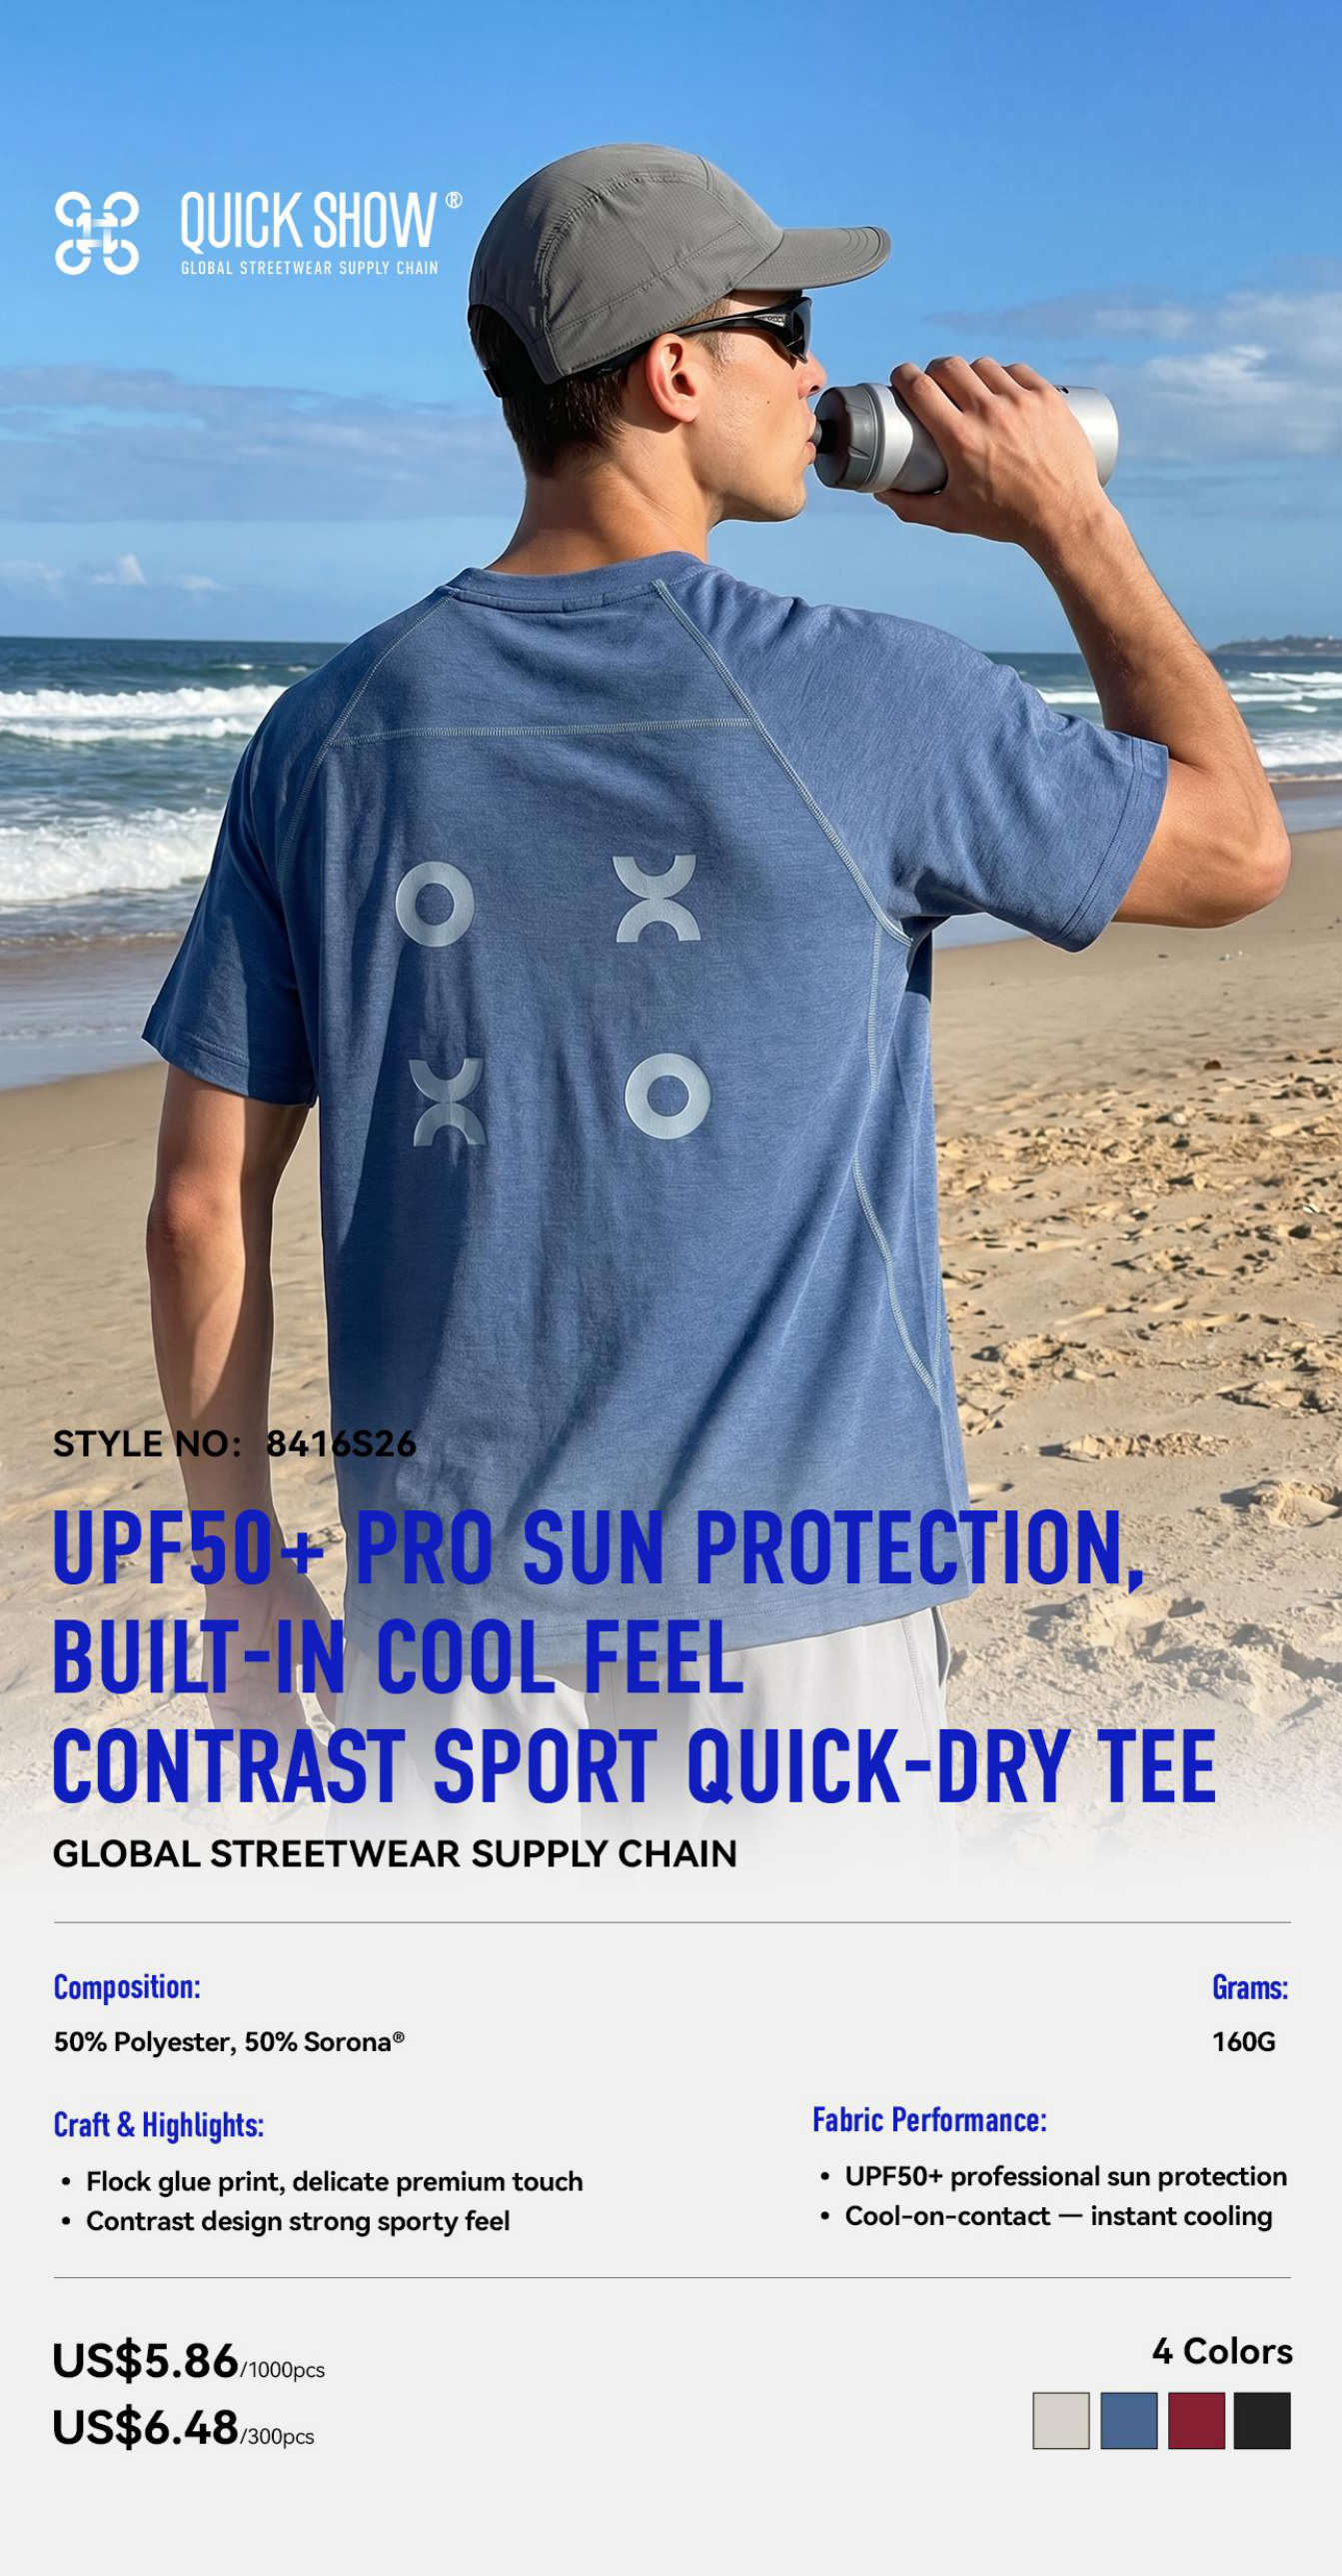 QUICK SHOW®
GLOBAL STREETWEAR SUPPLY CHAIN
STYLE NO: 8416S26
UPF50+ PRO SUN PROTECTION,
BUILT-IN COOL FEEL
CONTRAST SPORT QUICK-DRY TEE
GLOBAL STREETWEAR SUPPLY CHAIN
Composition:
50% Polyester, 50% Sorona®
Grams:
160G
Craft & Highlights:
• Flock glue print, delicate premium touch
• Contrast design strong sporty feel
Fabric Performance:
• UPF50+ professional sun protection
• Cool-on-contact — instant cooling
US$5.86/1000pcs
US$6.48/300pcs
4 Colors